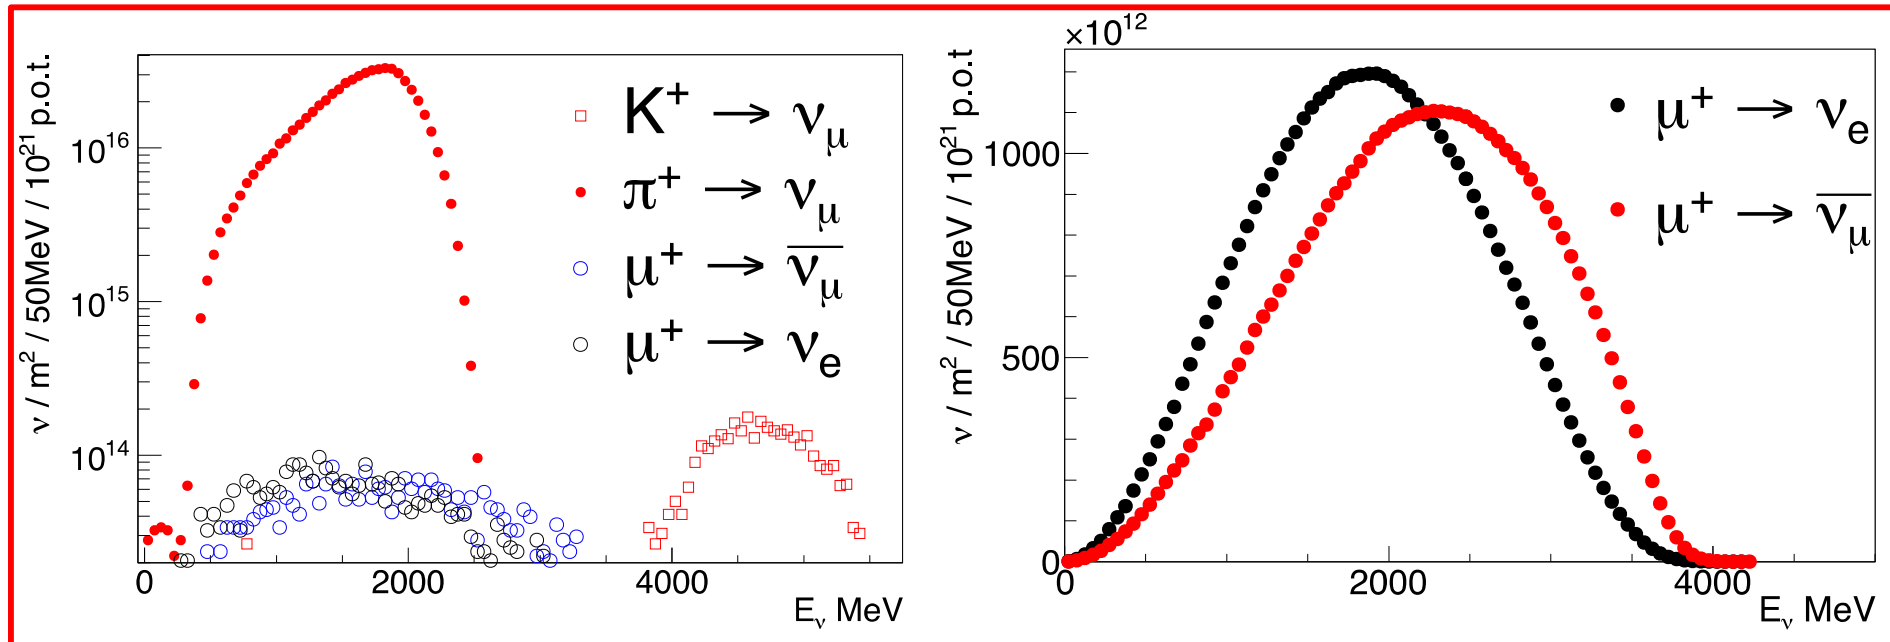 ν / m² / 50MeV / 10²¹ p.o.t.
10¹⁶
10¹⁵
10¹⁴
K⁺ → ν_μ
π⁺ → ν_μ
μ⁺ → ν̅_μ
μ⁺ → ν_e
0 2000 4000
E_ν MeV
×10¹²
ν / m² / 50MeV / 10²¹ p.o.t
1000
500
0
μ⁺ → ν_e
μ⁺ → ν̅_μ
0 2000 4000
E_ν MeV